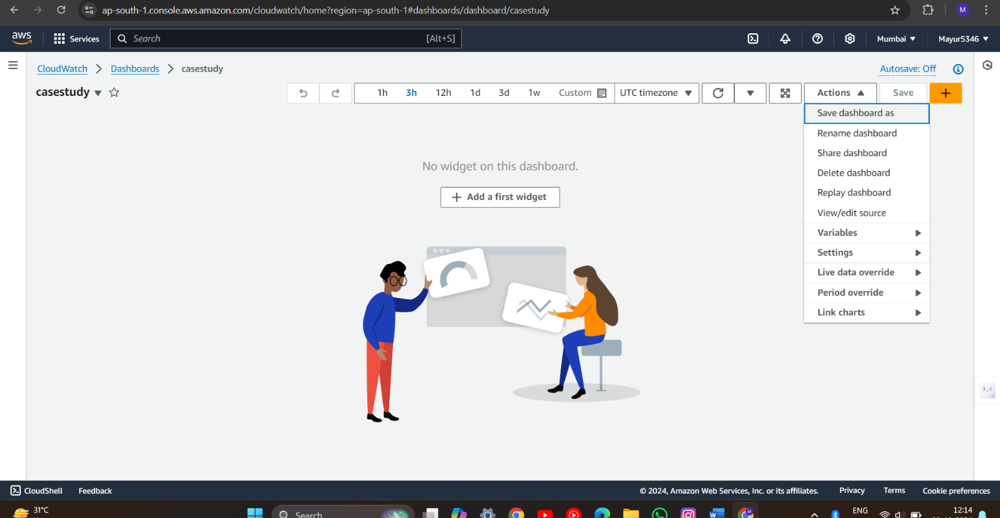 ap-south-1.console.aws.amazon.com/cloudwatch/home?region=ap-south-1#dashboards/dashboard/casestudy
M
aws Services Search [Alt+S] Mumbai Mayur5346
CloudWatch Dashboards casestudy Autosave: Off
casestudy 1h 3h 12h 1d 3d 1w Custom UTC timezone Actions Save
Save dashboard as
Rename dashboard
Share dashboard
Delete dashboard
Replay dashboard
View/edit source
Variables
Settings
Live data override
Period override
Link charts
No widget on this dashboard.
Add a first widget
CloudShell Feedback © 2024, Amazon Web Services, Inc. or its affiliates. Privacy Terms Cookie preferences
31°C Search ENG 12:14